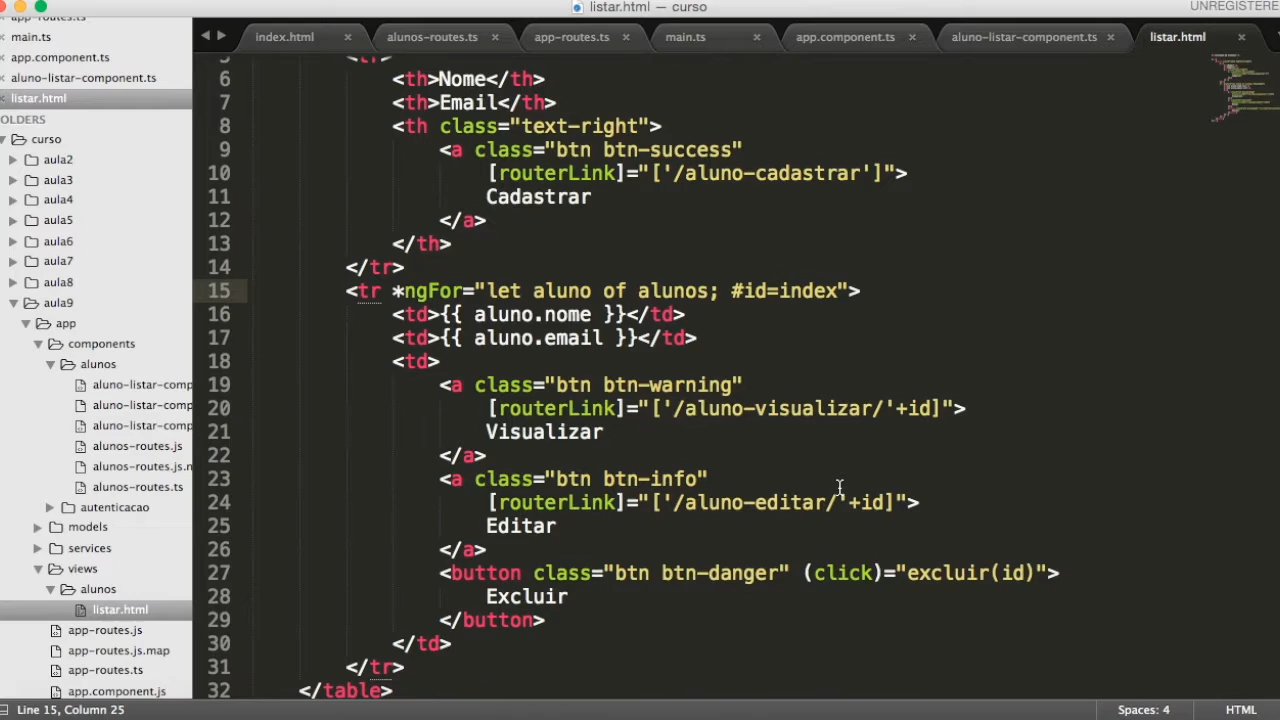 listar.html — curso
UNREGISTERE
app-routes.ts
main.ts
app.component.ts
aluno-listar-component.ts
listar.html
OLDERS
curso
aula2
aula3
aula4
aula5
aula6
aula7
aula8
aula9
app
components
alunos
aluno-listar-comp
aluno-listar-comp
aluno-listar-comp
alunos-routes.js
alunos-routes.js.n
alunos-routes.ts
autenticacao
models
services
views
alunos
listar.html
app-routes.js
app-routes.js.map
app-routes.ts
app.component.js
index.html × alunos-routes.ts × app-routes.ts × main.ts × app.component.ts × aluno-listar-component.ts × listar.html ×
5 <tr>
6 <th>Nome</th>
7 <th>Email</th>
8 <th class="text-right">
9 <a class="btn btn-success"
10 [routerLink]="['/aluno-cadastrar']">
11 Cadastrar
12 </a>
13 </th>
14 </tr>
15 <tr *ngFor="let aluno of alunos; #id=index">
16 <td>{{ aluno.nome }}</td>
17 <td>{{ aluno.email }}</td>
18 <td>
19 <a class="btn btn-warning"
20 [routerLink]="['/aluno-visualizar/'+id]">
21 Visualizar
22 </a>
23 <a class="btn btn-info"
24 [routerLink]="['/aluno-editar/'+id]">
25 Editar
26 </a>
27 <button class="btn btn-danger" (click)="excluir(id)">
28 Excluir
29 </button>
30 </td>
31 </tr>
32 </table>
Line 15, Column 25
Spaces: 4
HTML